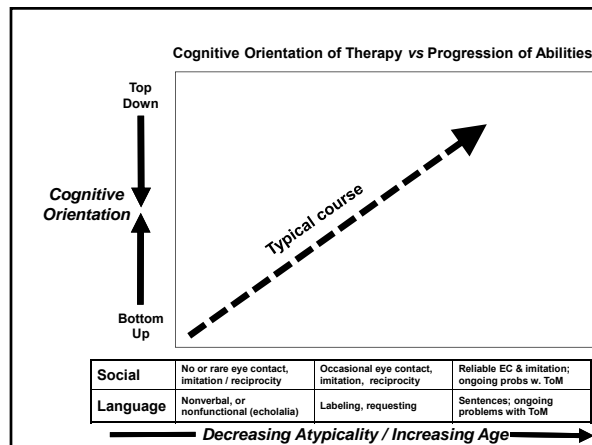 Cognitive Orientation of Therapy vs Progression of Abilities
Top
Down
Cognitive
Orientation
Typical course
Bottom
Up
Social
No or rare eye contact,
imitation / reciprocity
Occasional eye contact,
imitation, reciprocity
Reliable EC & imitation;
ongoing probs w. ToM
Language
Nonverbal, or
nonfunctional (echolalia)
Labeling, requesting
Sentences; ongoing
problems with ToM
Decreasing Atypicality / Increasing Age